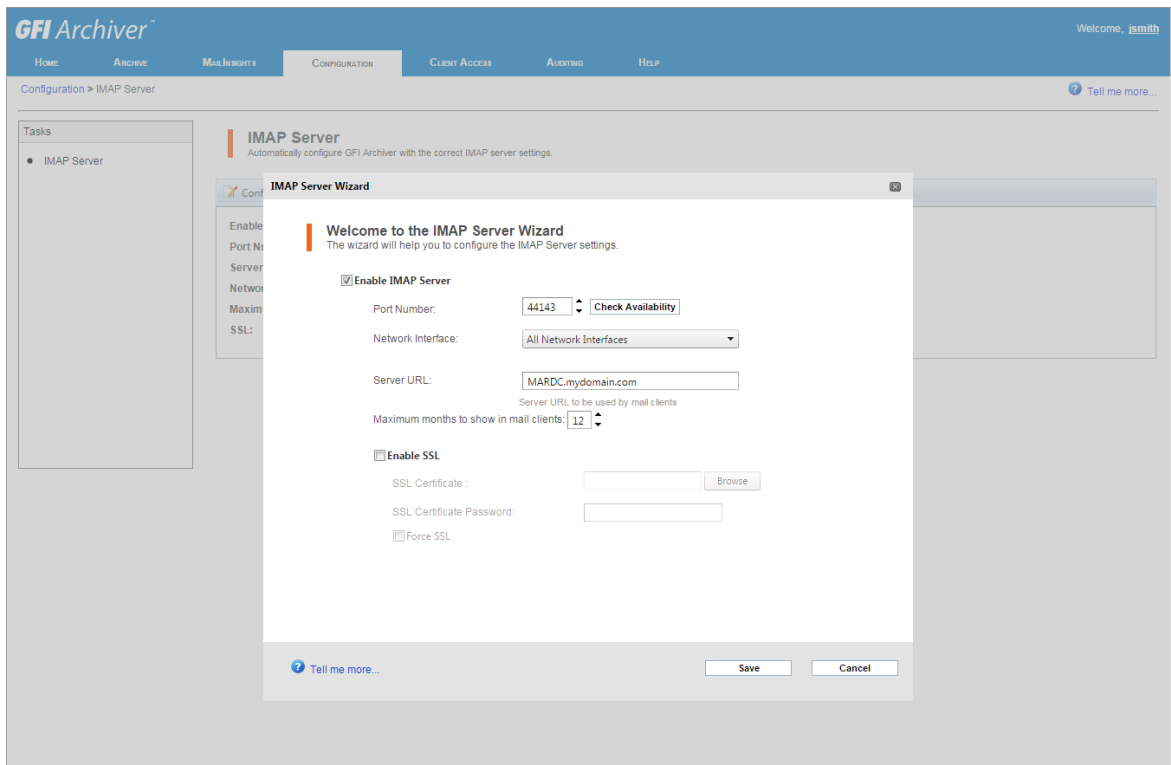 GFI Archiver™
Welcome, jsmith
Home Archive MailInsights Configuration Client Access Auditing Help
Configuration > IMAP Server
Tell me more...
Tasks
IMAP Server
IMAP Server
Automatically configure GFI Archiver with the correct IMAP server settings.
Conf
Enable
Port Nu
Server
Networ
Maxim
SSL:
IMAP Server Wizard
Welcome to the IMAP Server Wizard
The wizard will help you to configure the IMAP Server settings.
Enable IMAP Server
Port Number: 44143 Check Availability
Network Interface: All Network Interfaces
Server URL: MARDC.mydomain.com
Server URL to be used by mail clients
Maximum months to show in mail clients: 12
Enable SSL
SSL Certificate : Browse
SSL Certificate Password:
Force SSL
Tell me more...
Save Cancel